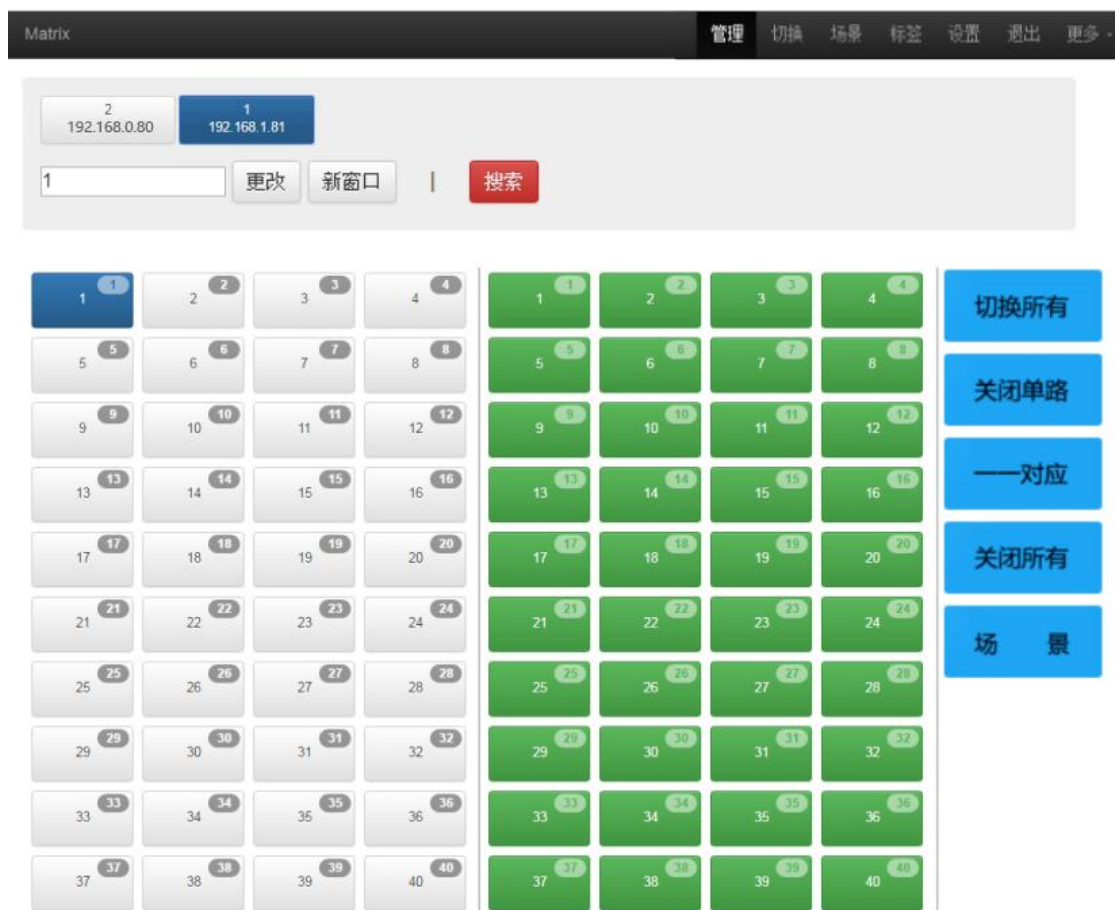 Matrix 管理 切换 场景 标签 设置 退出 更多
2 1
192.168.0.80 192.168.1.81
1 更改 新窗口 | 搜索
1 1 2 2 3 3 4 4 1 1 2 2 3 3 4 4 切换所有
5 5 6 6 7 7 8 8 5 5 6 6 7 7 8 8 关闭单路
9 9 10 10 11 11 12 12 9 9 10 10 11 11 12 12
13 13 14 14 15 15 16 16 13 13 14 14 15 15 16 16 一一对应
17 17 18 18 19 19 20 20 17 17 18 18 19 19 20 20 关闭所有
21 21 22 22 23 23 24 24 21 21 22 22 23 23 24 24 场 景
25 25 26 26 27 27 28 28 25 25 26 26 27 27 28 28
29 29 30 30 31 31 32 32 29 29 30 30 31 31 32 32
33 33 34 34 35 35 36 36 33 33 34 34 35 35 36 36
37 37 38 38 39 39 40 40 37 37 38 38 39 39 40 40